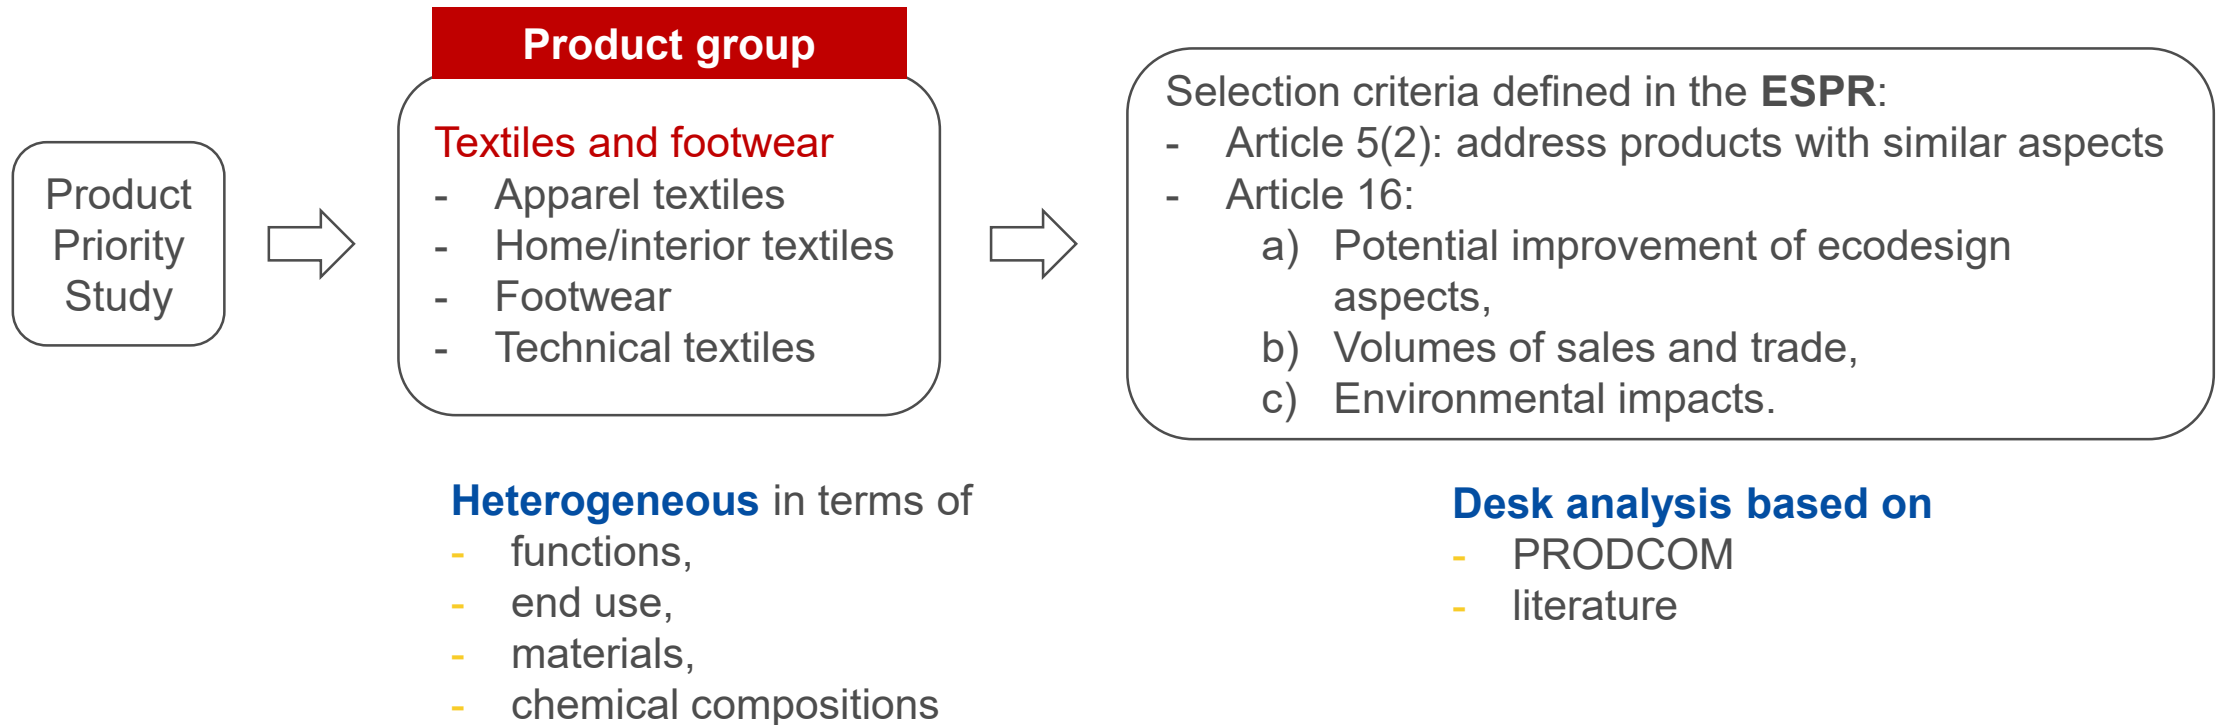 Product
Priority
Study
Product group
Textiles and footwear
- Apparel textiles
- Home/interior textiles
- Footwear
- Technical textiles
Heterogeneous in terms of
- functions,
- end use,
- materials,
- chemical compositions
Selection criteria defined in the ESPR:
- Article 5(2): address products with similar aspects
- Article 16:
a) Potential improvement of ecodesign
aspects,
b) Volumes of sales and trade,
c) Environmental impacts.
Desk analysis based on
- PRODCOM
- literature